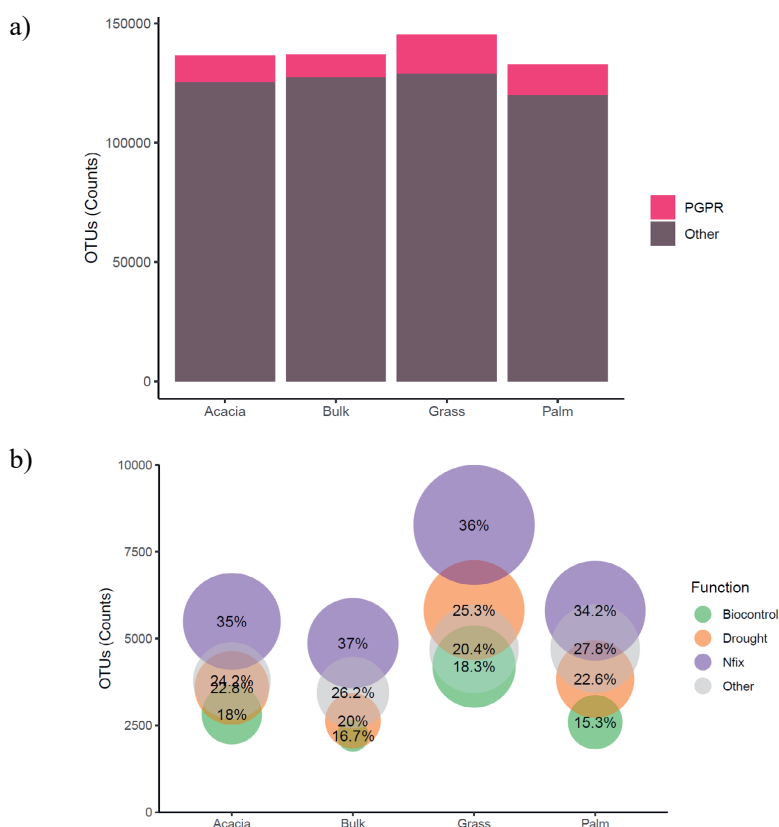 a)
150000
100000
50000
0
OTUs (Counts)
Acacia Bulk Grass Palm
PGPR
Other
b)
10000
7500
5000
2500
0
OTUs (Counts)
35%
24.2%
22.8%
18%
37%
26.2%
20%
16.7%
36%
25.3%
20.4%
18.3%
34.2%
27.8%
22.6%
15.3%
Acacia Bulk Grass Palm
Function
Biocontrol
Drought
Nfix
Other